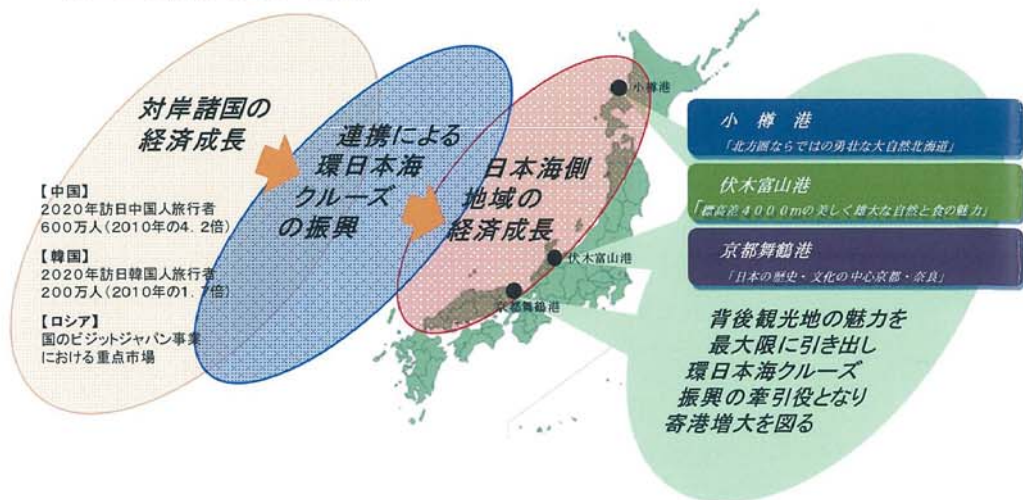 対岸諸国の
経済成長
【中国】
2020年訪日中国人旅行者
600万人(2010年の4.2倍)
【韓国】
2020年訪日韓国人旅行者
200万人(2010年の1.7倍)
【ロシア】
国のビジットジャパン事業
における重点市場
連携による
環日本海
クルーズ
の振興
日本海側
地域の
経済成長
小樽港
伏木富山港
京都舞鶴港
小樽港
「北方圏ならではの勇壮な大自然北海道」
伏木富山港
「標高差4000mの美しく雄大な自然と食の魅力」
京都舞鶴港
「日本の歴史・文化の中心京都・奈良」
背後観光地の魅力を
最大限に引き出し
環日本海クルーズ
振興の牽引役となり
寄港増大を図る